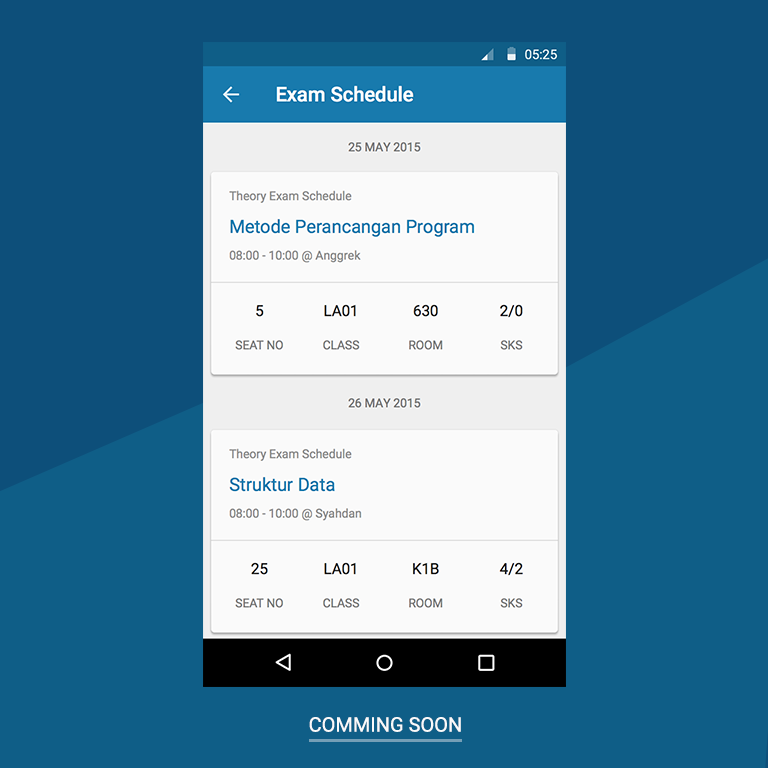 05:25
Exam Schedule
25 MAY 2015
Theory Exam Schedule
Metode Perancangan Program
08:00 - 10:00 @ Anggrek
5 LA01 630 2/0
SEAT NO CLASS ROOM SKS
26 MAY 2015
Theory Exam Schedule
Struktur Data
08:00 - 10:00 @ Syahdan
25 LA01 K1B 4/2
SEAT NO CLASS ROOM SKS
COMMING SOON